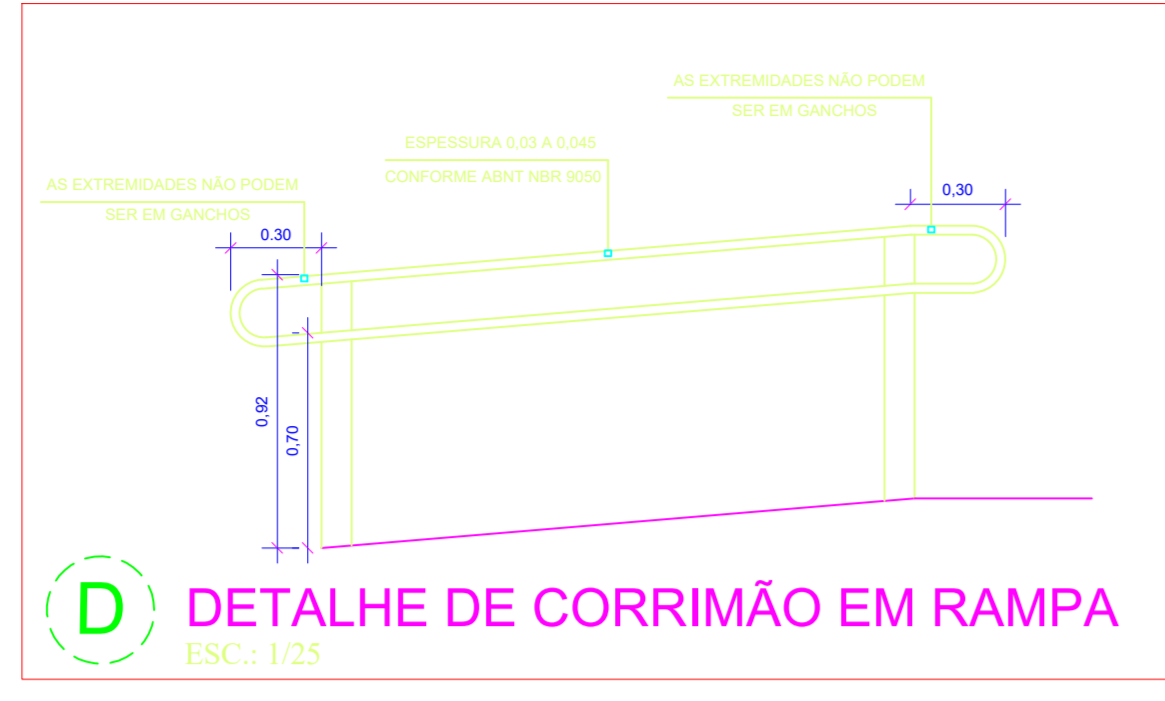 AS EXTREMIDADES NÃO PODEM
SER EM GANCHOS
ESPESSURA 0,03 A 0,045
CONFORME ABNT NBR 9050
AS EXTREMIDADES NÃO PODEM
SER EM GANCHOS
0,30
0.30
0,92
0,70
D
DETALHE DE CORRIMÃO EM RAMPA
ESC.: 1/25